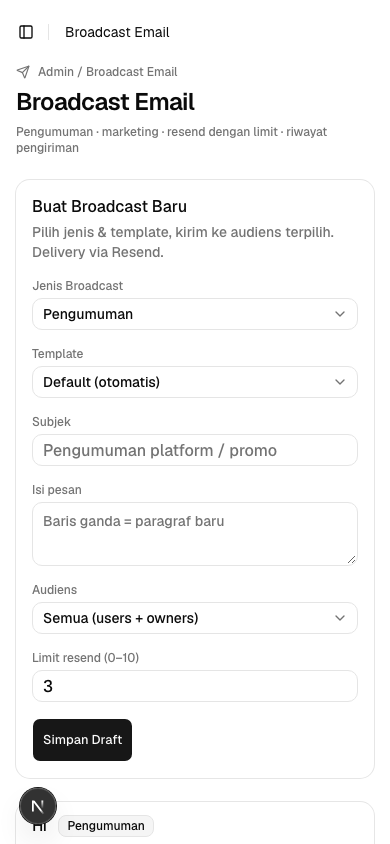 Broadcast Email
Admin / Broadcast Email
Broadcast Email
Pengumuman · marketing · resend dengan limit · riwayat
pengiriman
Buat Broadcast Baru
Pilih jenis & template, kirim ke audiens terpilih.
Delivery via Resend.
Jenis Broadcast
Pengumuman
Template
Default (otomatis)
Subjek
Pengumuman platform / promo
Isi pesan
Baris ganda = paragraf baru
Audiens
Semua (users + owners)
Limit resend (0–10)
3
Simpan Draft
N
Pengumuman